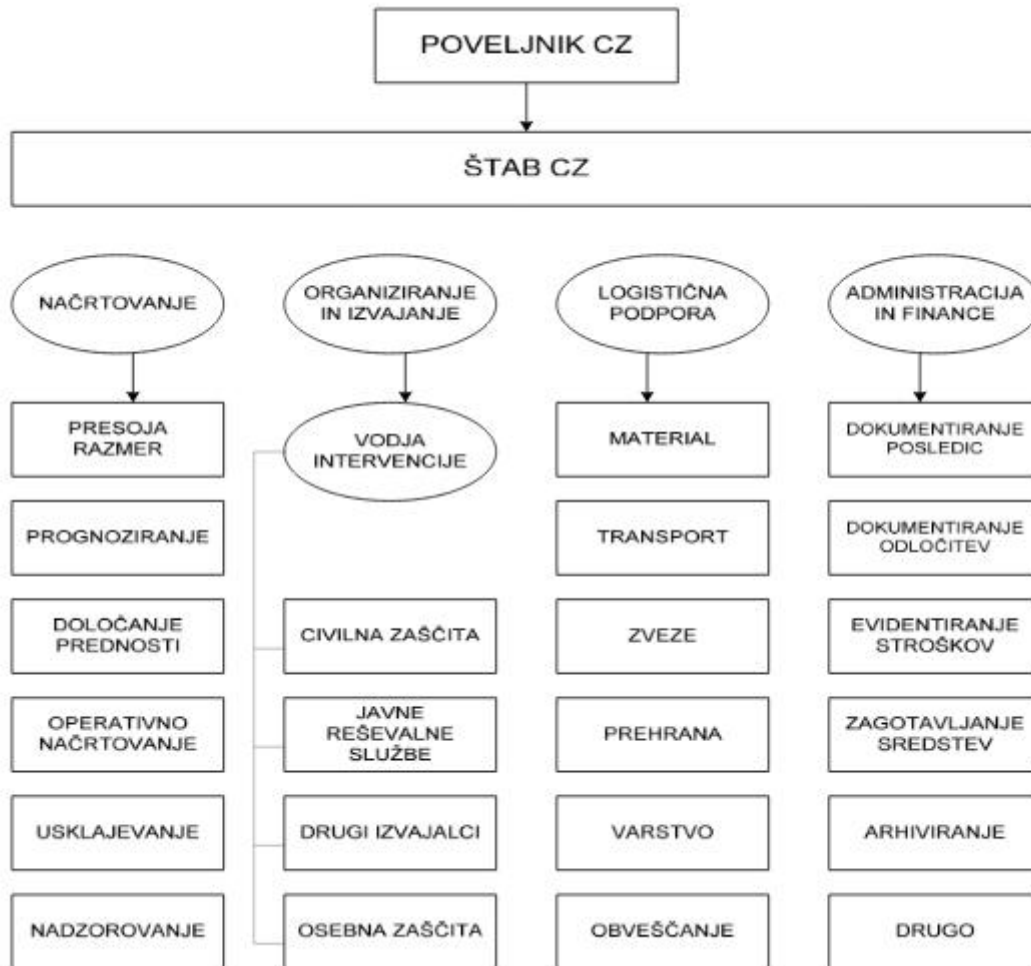 POVELJNIK CZ
ŠTAB CZ
NAČRTOVANJE
PRESOJA
RAZMER
PROGNOZIRANJE
DOLOČANJE
PREDNOSTI
OPERATIVNO
NAČRTOVANJE
USKLAJEVANJE
NADZOROVANJE
ORGANIZIRANJE
IN IZVAJANJE
VODJA
INTERVENCIJE
CIVILNA ZAŠČITA
JAVNE
REŠEVALNE
SLUŽBE
DRUGI IZVAJALCI
OSEBNA ZAŠČITA
LOGISTIČNA
PODPORA
MATERIAL
TRANSPORT
ZVEZE
PREHRANA
VARSTVO
OBVEŠČANJE
ADMINISTRACIJA
IN FINANCE
DOKUMENTIRANJE
POSLEDIC
DOKUMENTIRANJE
ODLOČITEV
EVIDENTIRANJE
STROŠKOV
ZAGOTAVLJANJE
SREDSTEV
ARHIVIRANJE
DRUGO